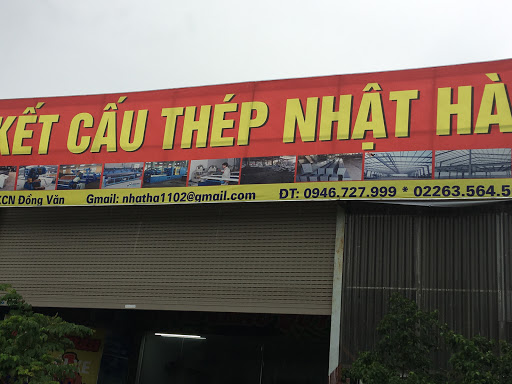 KẾT CẤU THÉP NHẬT HÀ
KCN Đồng Văn Gmail: nhatha1102@gmail.com ĐT: 0946.727.999 * 02263.564.5